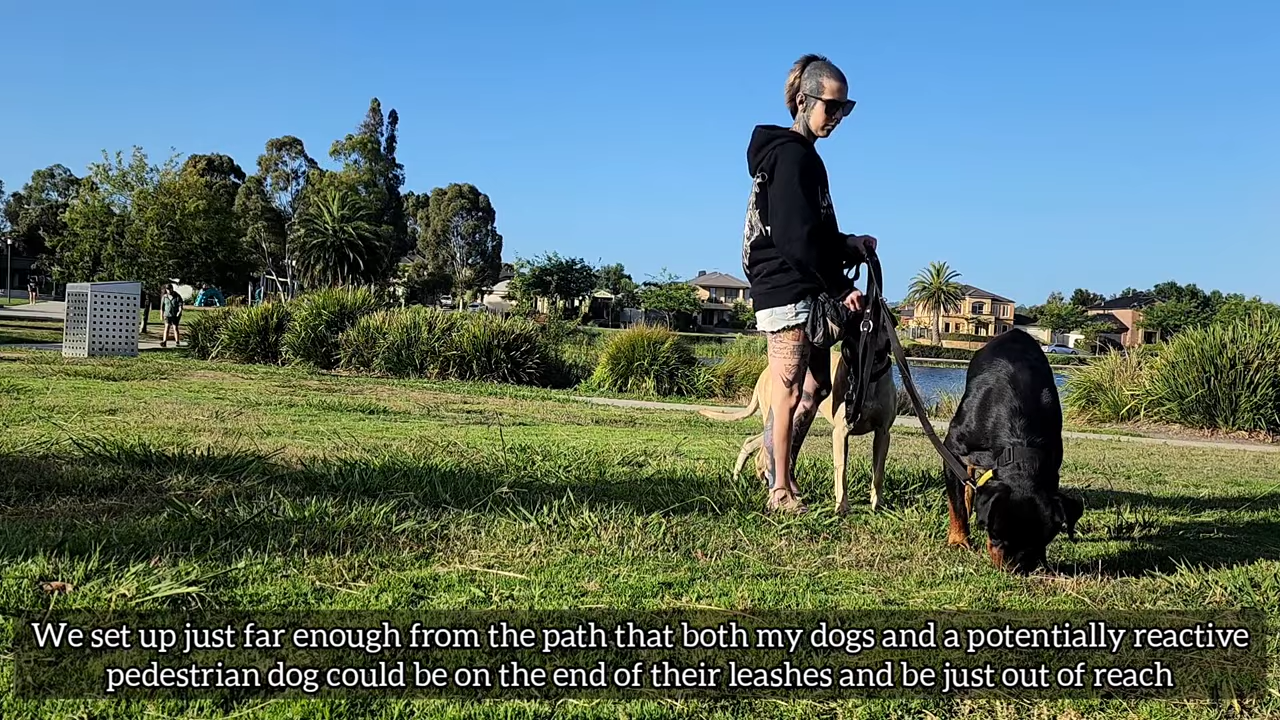 We set up just far enough from the path that both my dogs and a potentially reactive
pedestrian dog could be on the end of their leashes and be just out of reach